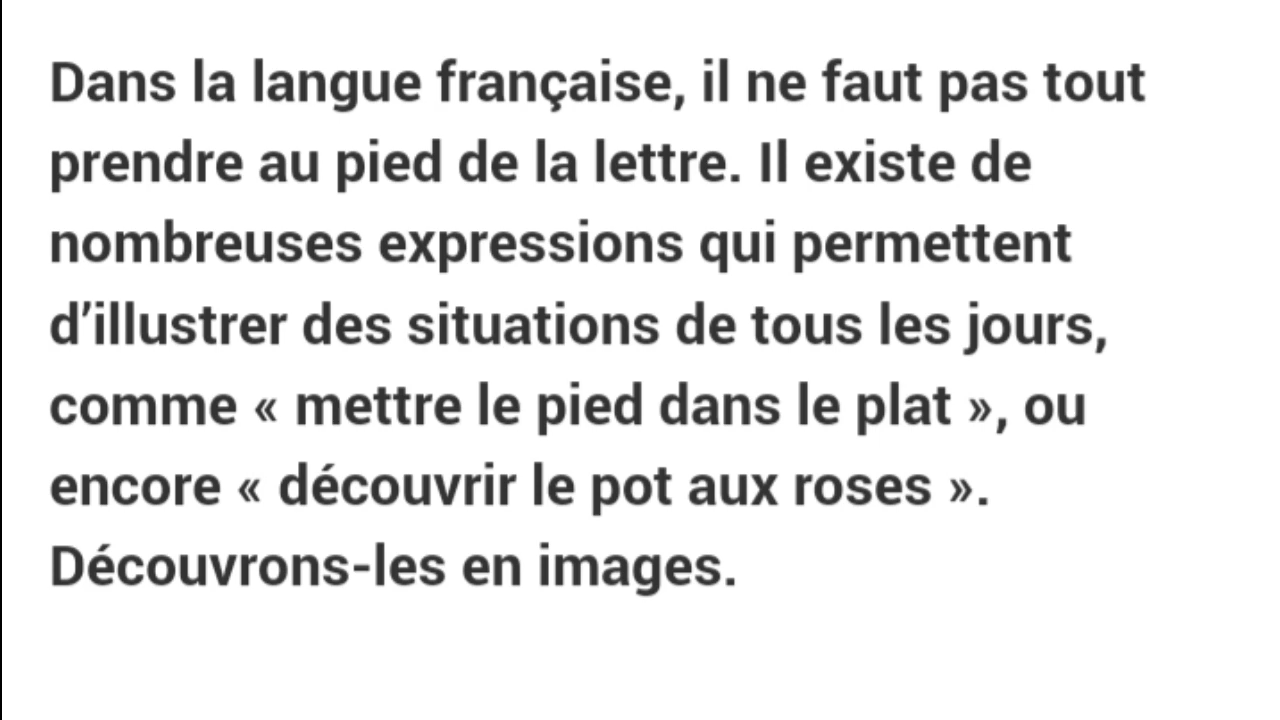 Dans la langue française, il ne faut pas tout
prendre au pied de la lettre. Il existe de
nombreuses expressions qui permettent
d’illustrer des situations de tous les jours,
comme « mettre le pied dans le plat », ou
encore « découvrir le pot aux roses ».
Découvrons-les en images.